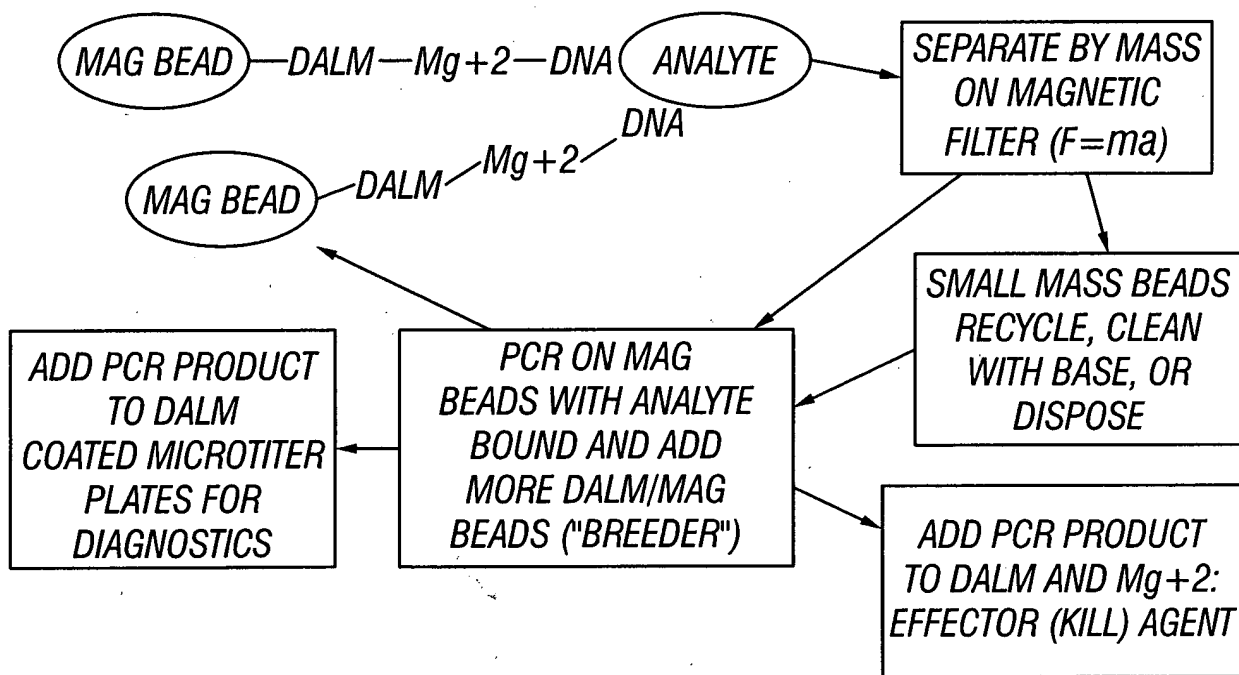 MAG BEAD—DALM—Mg+2—DNA ANALYTE
MAG BEAD DALM Mg+2 DNA
SEPARATE BY MASS
ON MAGNETIC
FILTER (F=ma)
SMALL MASS BEADS
RECYCLE, CLEAN
WITH BASE, OR
DISPOSE
PCR ON MAG
BEADS WITH ANALYTE
BOUND AND ADD
MORE DALM/MAG
BEADS ("BREEDER")
ADD PCR PRODUCT
TO DALM
COATED MICROTITER
PLATES FOR
DIAGNOSTICS
ADD PCR PRODUCT
TO DALM AND Mg+2:
EFFECTOR (KILL) AGENT